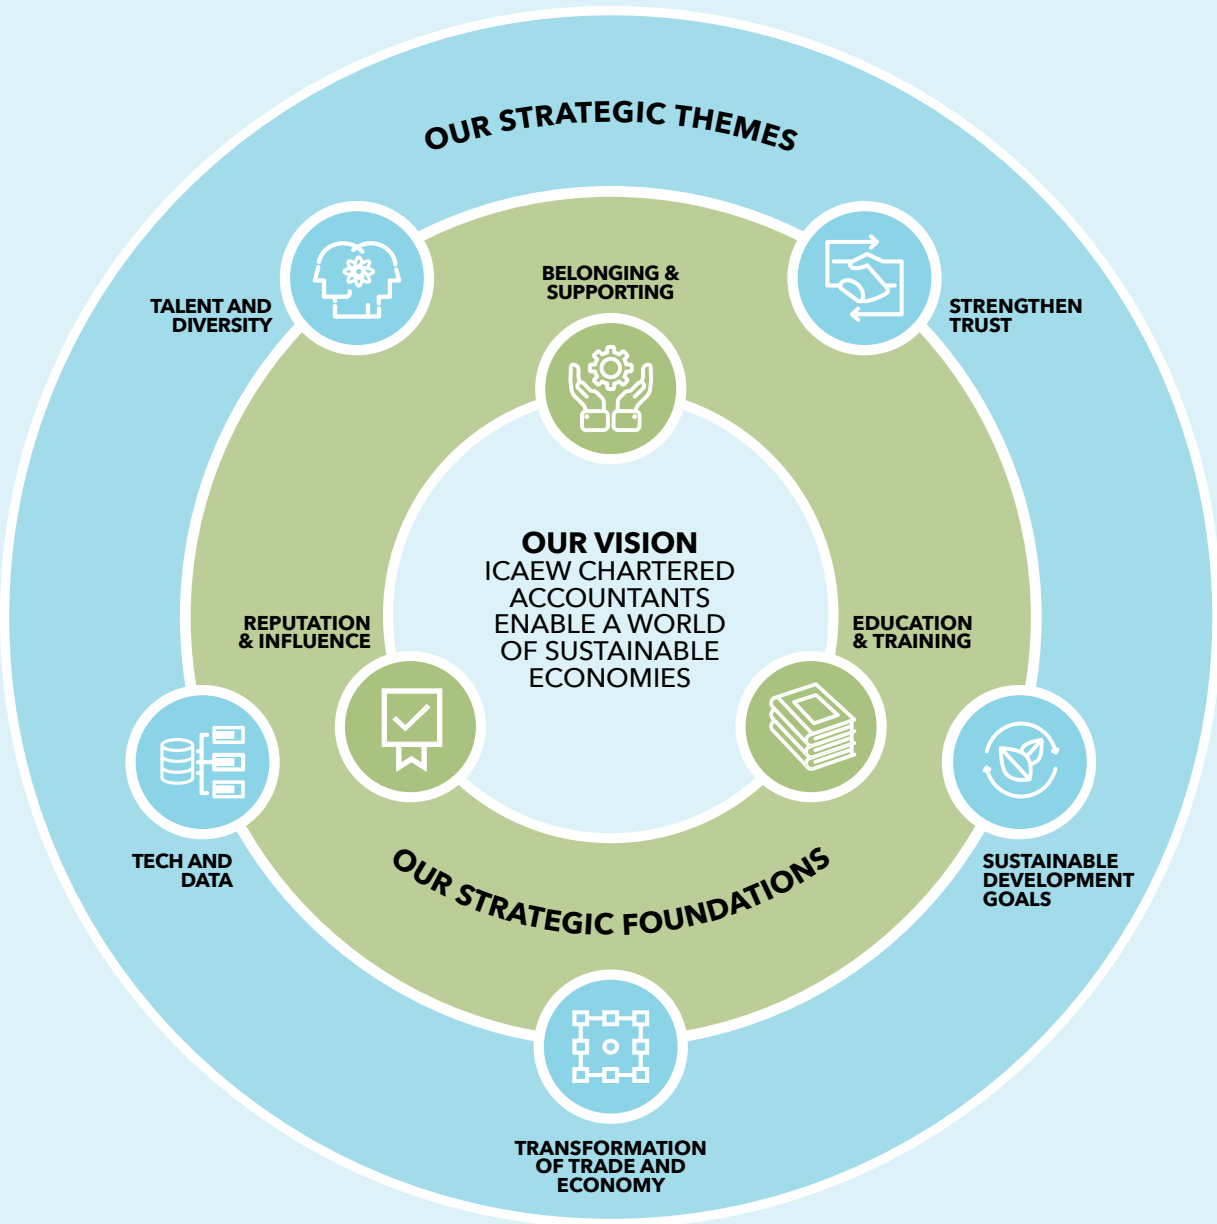 OUR STRATEGIC THEMES
BELONGING &
SUPPORTING
TALENT AND
DIVERSITY
STRENGTHEN
TRUST
OUR VISION
ICAEW CHARTERED
ACCOUNTANTS
ENABLE A WORLD
OF SUSTAINABLE
ECONOMIES
REPUTATION
& INFLUENCE
EDUCATION
& TRAINING
TECH AND
DATA
OUR STRATEGIC FOUNDATIONS
SUSTAINABLE
DEVELOPMENT
GOALS
TRANSFORMATION
OF TRADE AND
ECONOMY